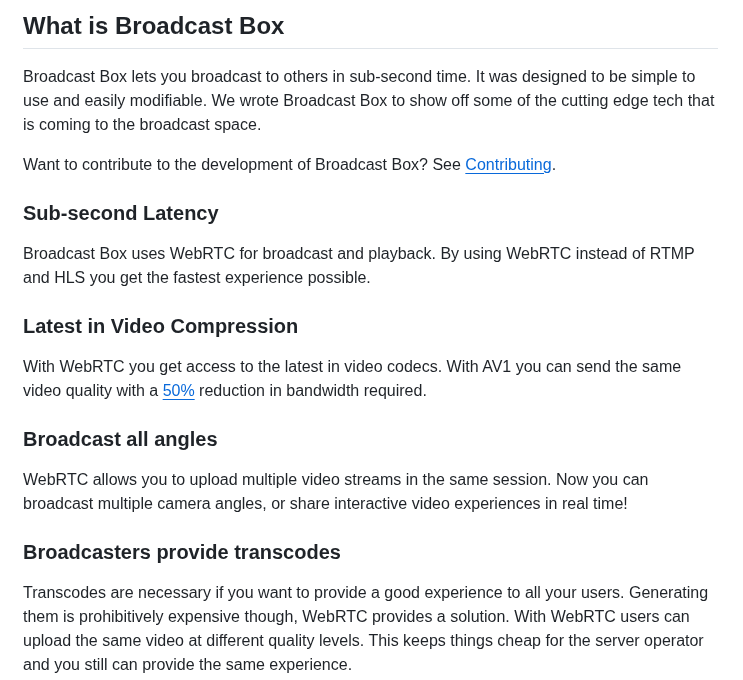 What is Broadcast Box
Broadcast Box lets you broadcast to others in sub-second time. It was designed to be simple to
use and easily modifiable. We wrote Broadcast Box to show off some of the cutting edge tech that
is coming to the broadcast space.
Want to contribute to the development of Broadcast Box? See Contributing.
Sub-second Latency
Broadcast Box uses WebRTC for broadcast and playback. By using WebRTC instead of RTMP
and HLS you get the fastest experience possible.
Latest in Video Compression
With WebRTC you get access to the latest in video codecs. With AV1 you can send the same
video quality with a 50% reduction in bandwidth required.
Broadcast all angles
WebRTC allows you to upload multiple video streams in the same session. Now you can
broadcast multiple camera angles, or share interactive video experiences in real time!
Broadcasters provide transcodes
Transcodes are necessary if you want to provide a good experience to all your users. Generating
them is prohibitively expensive though, WebRTC provides a solution. With WebRTC users can
upload the same video at different quality levels. This keeps things cheap for the server operator
and you still can provide the same experience.